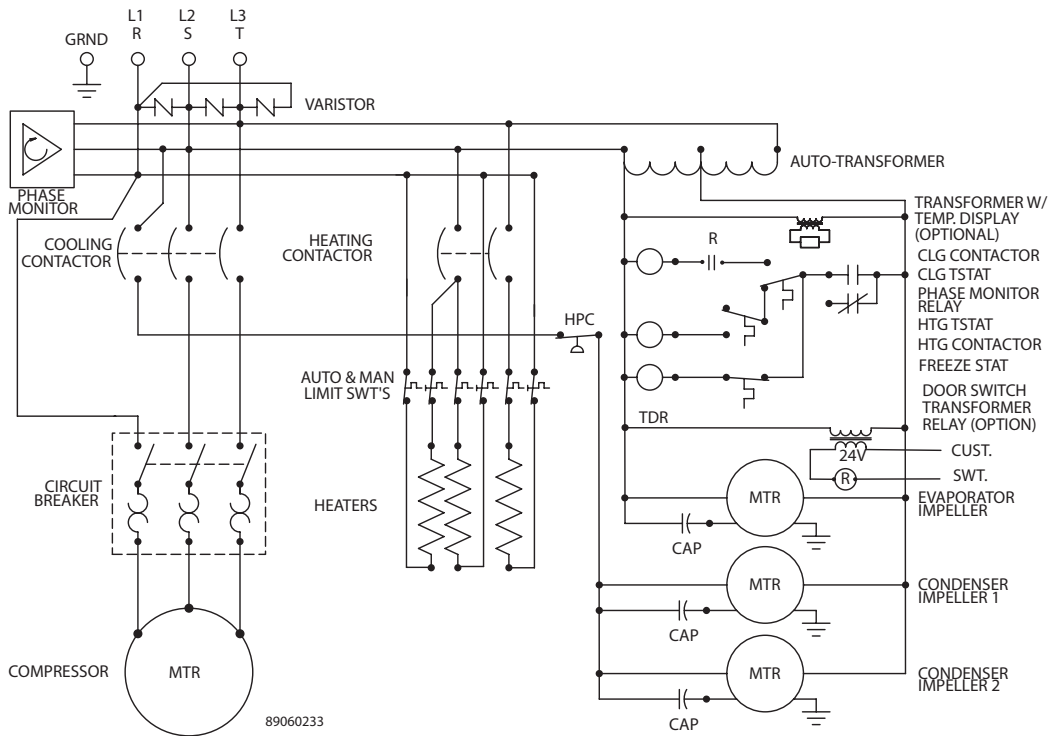 L1 L2 L3
R S T
GRND
VARISTOR
PHASE
MONITOR
AUTO-TRANSFORMER
COOLING
CONTACTOR
HEATING
CONTACTOR
TRANSFORMER W/
TEMP. DISPLAY
(OPTIONAL)
R
CLG CONTACTOR
CLG TSTAT
PHASE MONITOR
RELAY
HPC
HTG TSTAT
HTG CONTACTOR
FREEZE STAT
AUTO & MAN
LIMIT SWT'S
DOOR SWITCH
TRANSFORMER
RELAY (OPTION)
TDR
24V
CUST.
R
SWT.
CIRCUIT
BREAKER
HEATERS
MTR
EVAPORATOR
IMPELLER
CAP
MTR
CONDENSER
IMPELLER 1
CAP
COMPRESSOR
MTR
MTR
CONDENSER
IMPELLER 2
CAP
89060233